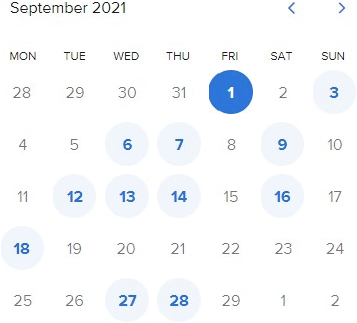 September 2021
MON TUE WED THU FRI SAT SUN
28 29 30 31 1 2 3
4 5 6 7 8 9 10
11 12 13 14 15 16 17
18 19 20 21 22 23 24
25 26 27 28 29 1 2